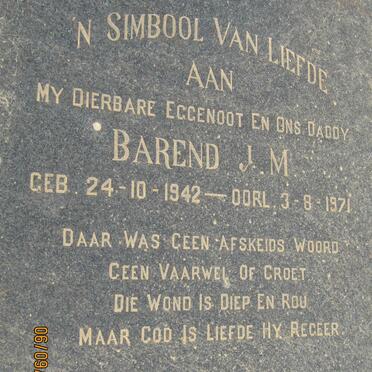 'N SIMBOOL VAN LIEFDE
AAN
MY DIERBARE EGGENOOT EN ONS DADDY
BAREND J.M.
GEB. 24-10-1942 — OORL. 3-8-1971
DAAR WAS GEEN AFSKEIDS WOORD
GEEN VAARWEL OF GROET
DIE WOND IS DIEP EN ROU
MAAR GOD IS LIEFDE HY REGEER.